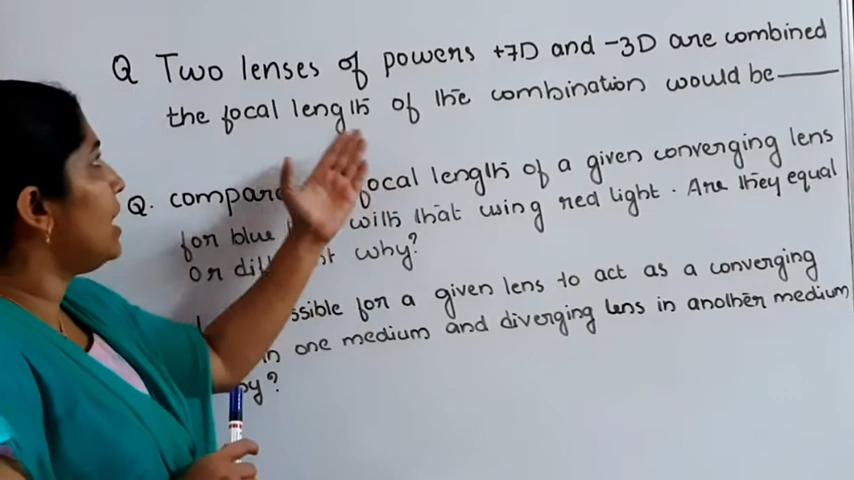 Q Two lenses of powers +7D and -3D are combined
the focal length of the combination would be ___
Q. compare focal length of a given converging lens
for blue with that using red light. Are they equal
or why?
for a given lens to act as a converging
in one medium and diverging lens in another medium
?